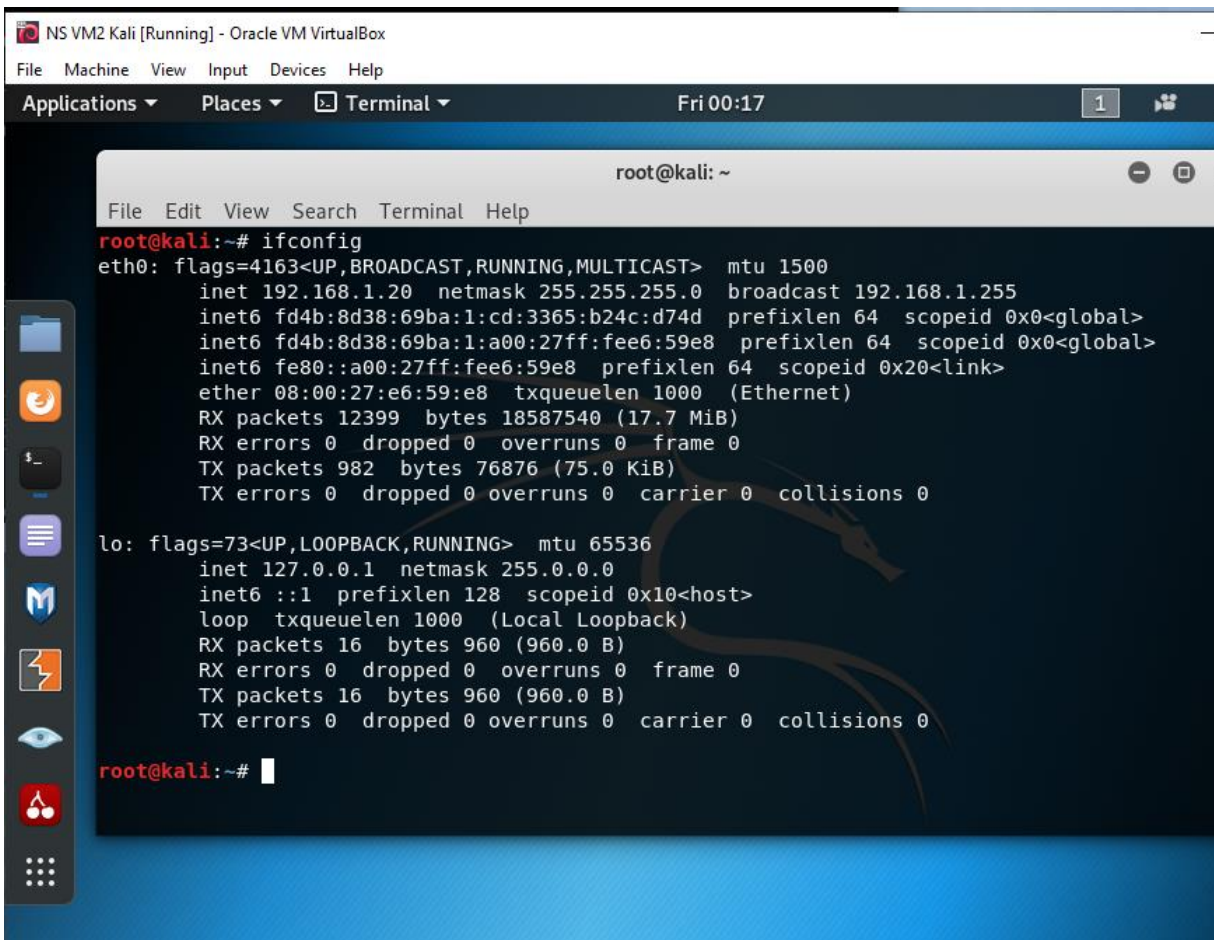 NS VM2 Kali [Running] - Oracle VM VirtualBox
File Machine View Input Devices Help
Applications Places Terminal Fri 00:17 1
root@kali: ~
File Edit View Search Terminal Help
root@kali:~# ifconfig
eth0: flags=4163<UP,BROADCAST,RUNNING,MULTICAST>  mtu 1500
        inet 192.168.1.20  netmask 255.255.255.0  broadcast 192.168.1.255
        inet6 fd4b:8d38:69ba:1:cd:3365:b24c:d74d  prefixlen 64  scopeid 0x0<global>
        inet6 fd4b:8d38:69ba:1:a00:27ff:fee6:59e8  prefixlen 64  scopeid 0x0<global>
        inet6 fe80::a00:27ff:fee6:59e8  prefixlen 64  scopeid 0x20<link>
        ether 08:00:27:e6:59:e8  txqueuelen 1000  (Ethernet)
        RX packets 12399  bytes 18587540 (17.7 MiB)
        RX errors 0  dropped 0  overruns 0  frame 0
        TX packets 982  bytes 76876 (75.0 KiB)
        TX errors 0  dropped 0 overruns 0  carrier 0  collisions 0
lo: flags=73<UP,LOOPBACK,RUNNING>  mtu 65536
        inet 127.0.0.1  netmask 255.0.0.0
        inet6 ::1  prefixlen 128  scopeid 0x10<host>
        loop  txqueuelen 1000  (Local Loopback)
        RX packets 16  bytes 960 (960.0 B)
        RX errors 0  dropped 0  overruns 0  frame 0
        TX packets 16  bytes 960 (960.0 B)
        TX errors 0  dropped 0 overruns 0  carrier 0  collisions 0
root@kali:~#
$_